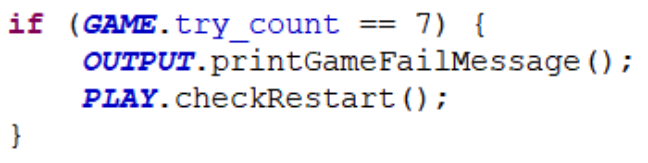 if (GAME.try_count == 7) {
    OUTPUT.printGameFailMessage();
    PLAY.checkRestart();
}